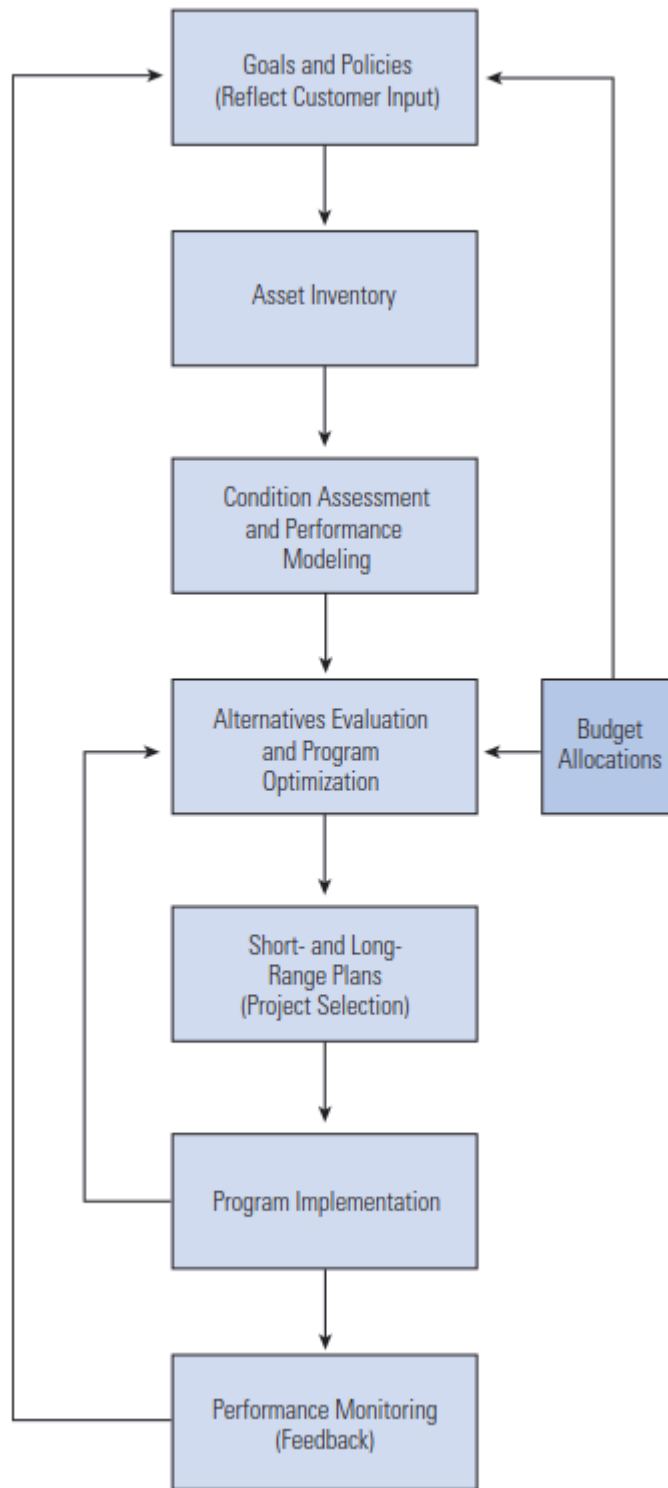 Goals and Policies
(Reflect Customer Input)
Asset Inventory
Condition Assessment
and Performance
Modeling
Alternatives Evaluation
and Program
Optimization
Budget
Allocations
Short- and Long-
Range Plans
(Project Selection)
Program Implementation
Performance Monitoring
(Feedback)